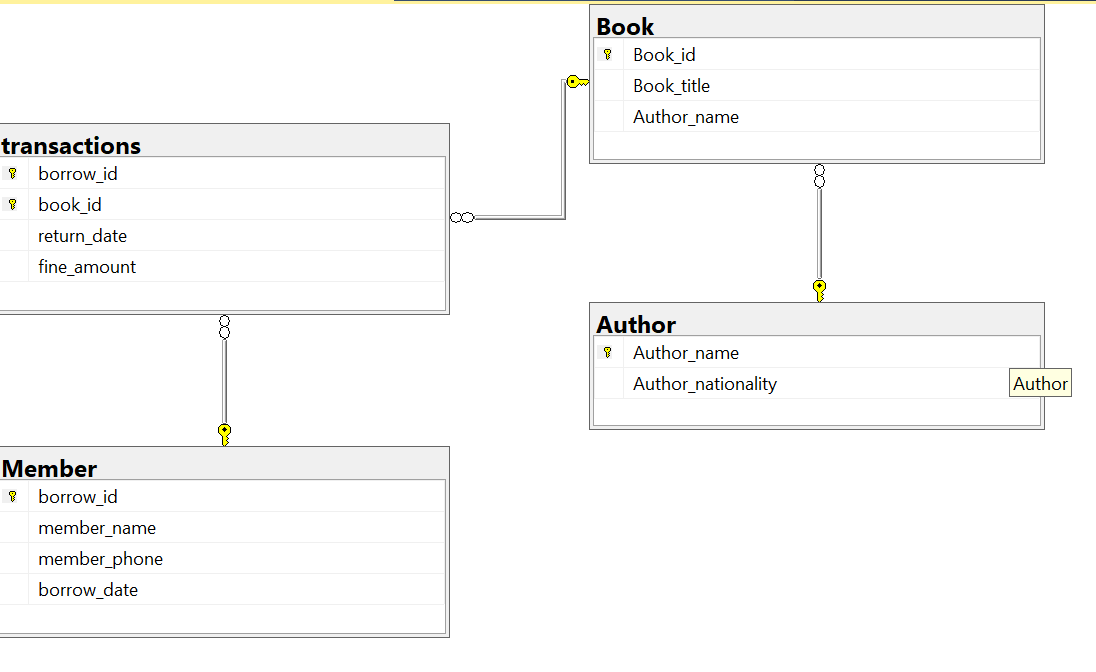 Book
Book_id
Book_title
Author_name
transactions
borrow_id
book_id
return_date
fine_amount
Author
Author_name
Author_nationality
Author
Member
borrow_id
member_name
member_phone
borrow_date